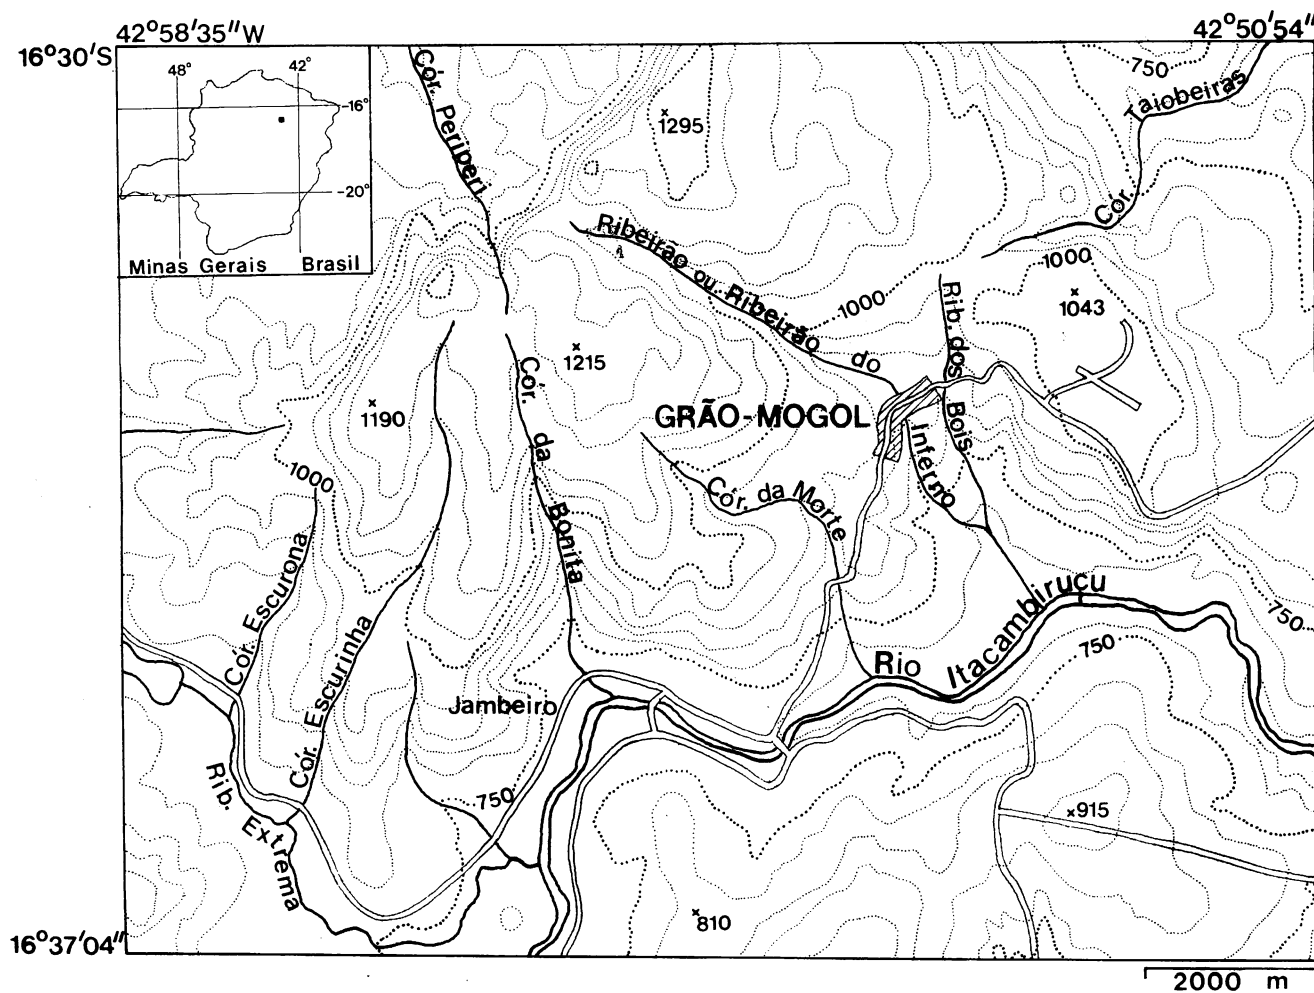 42°58'35"W
42°50'54"
16°30'S
48°
42°
-16°
-20°
Minas Gerais Brasil
Cór. Periperi
1295
750
Cór. Taiobeiras
Ribeirão ou Ribeirão do Inferno
1000
1000
1043
Rib. dos Bois
1215
Cór. da Bonita
1190
GRÃO-MOGOL
1000
Cór. da Morte
Cór. Escurona
Cór. Escurinha
Rio Itacambiruçu
750
750
Jambeiro
750
Rib. Extrema
915
810
16°37'04"
2000 m